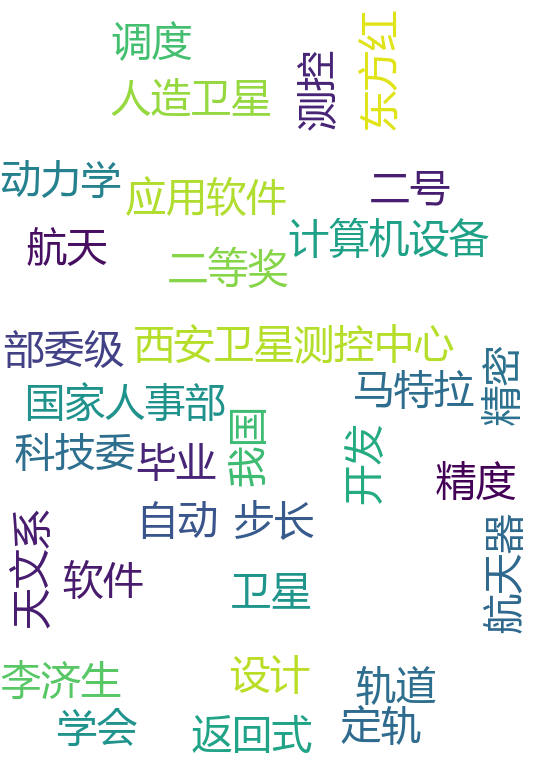 调度
东方红
测控
人造卫星
动力学
应用软件
二号
航天
计算机设备
二等奖
部委级
西安卫星测控中心
精密
马特拉
国家人事部
我国
科技委
毕业
开发
精度
自动
步长
天文系
软件
卫星
航天器
李济生
设计
轨道
学会
返回式
定轨